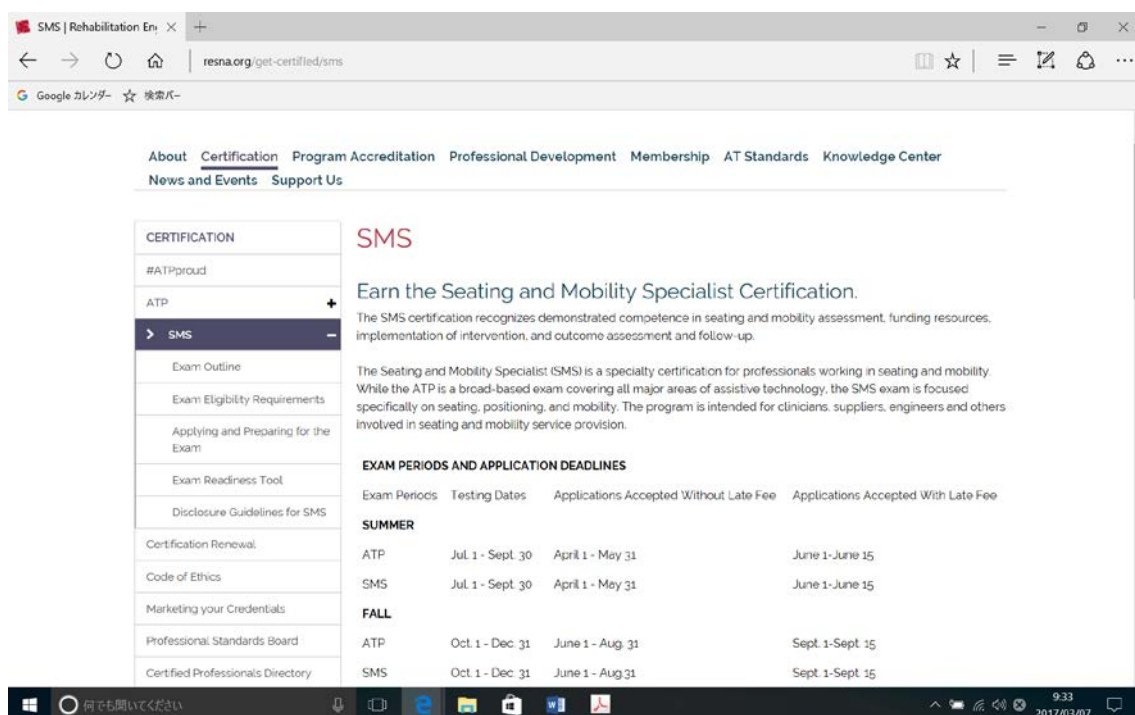 SMS | Rehabilitation En
resna.org/get-certified/sms
Google カレンダー 検索バー
About Certification Program Accreditation Professional Development Membership AT Standards Knowledge Center
News and Events Support Us
CERTIFICATION
#ATPproud
ATP
SMS
Exam Outline
Exam Eligibility Requirements
Applying and Preparing for the
Exam
Exam Readiness Tool
Disclosure Guidelines for SMS
Certification Renewal
Code of Ethics
Marketing your Credentials
Professional Standards Board
Certified Professionals Directory
SMS
Earn the Seating and Mobility Specialist Certification.
The SMS certification recognizes demonstrated competence in seating and mobility assessment, funding resources,
implementation of intervention, and outcome assessment and follow-up.
The Seating and Mobility Specialist (SMS) is a specialty certification for professionals working in seating and mobility.
While the ATP is a broad-based exam covering all major areas of assistive technology, the SMS exam is focused
specifically on seating, positioning, and mobility. The program is intended for clinicians, suppliers, engineers and others
involved in seating and mobility service provision.
EXAM PERIODS AND APPLICATION DEADLINES
Exam Periods Testing Dates Applications Accepted Without Late Fee Applications Accepted With Late Fee
SUMMER
ATP Jul. 1 - Sept. 30 April 1 - May 31 June 1-June 15
SMS Jul. 1 - Sept. 30 April 1 - May 31 June 1-June 15
FALL
ATP Oct. 1 - Dec. 31 June 1 - Aug. 31 Sept. 1-Sept. 15
SMS Oct. 1 - Dec. 31 June 1 - Aug.31 Sept. 1-Sept. 15
何でも聞いてください
9:33
2017/03/07